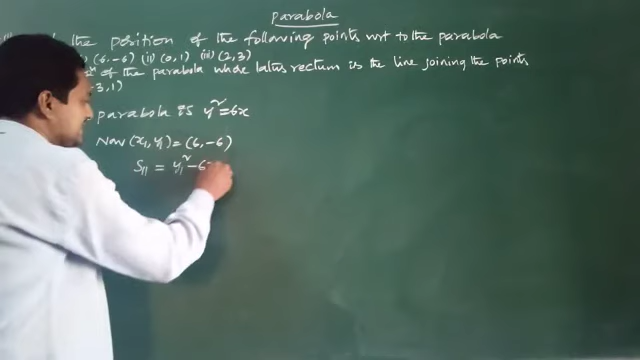 Parabola
the position of the following points wrt to the parabola
(6,-6) (ii) (0,1) (iii) (2,3)
of the parabola whose latus rectum is the line joining the points
3,1)
parabola is y²=6x
Now (x₁,y₁)=(6,-6)
S₁₁ = y₁²-6